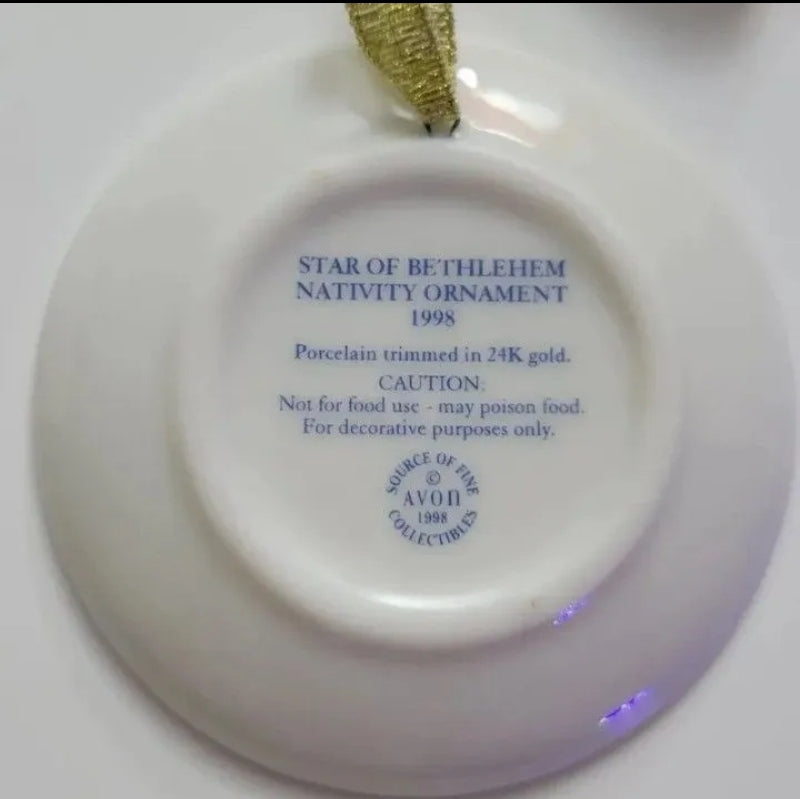 STAR OF BETHLEHEM
NATIVITY ORNAMENT
1998
Porcelain trimmed in 24K gold.
CAUTION:
Not for food use - may poison food.
For decorative purposes only.
SOURCE OF FINE
©
AVON
1998
COLLECTIBLES